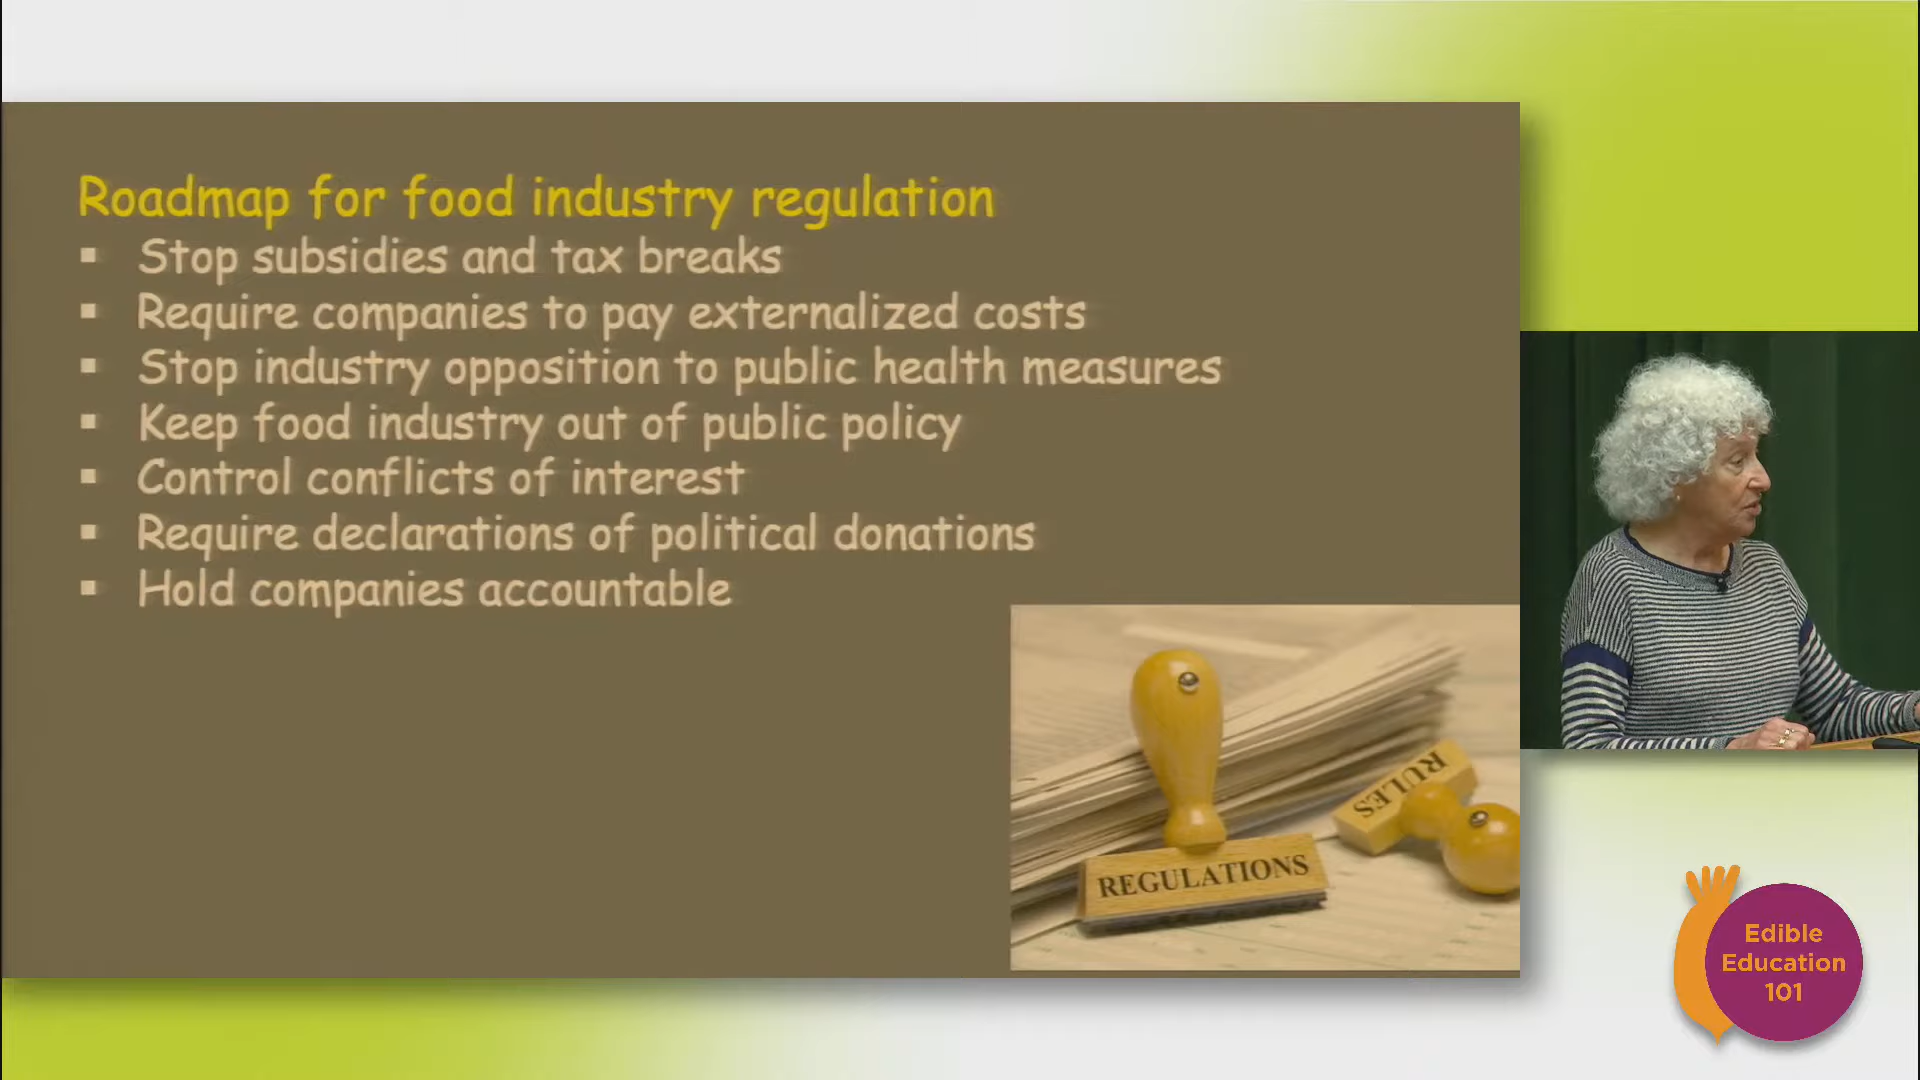 Roadmap for food industry regulation
▪ Stop subsidies and tax breaks
▪ Require companies to pay externalized costs
▪ Stop industry opposition to public health measures
▪ Keep food industry out of public policy
▪ Control conflicts of interest
▪ Require declarations of political donations
▪ Hold companies accountable
RULES
REGULATIONS
Edible
Education
101